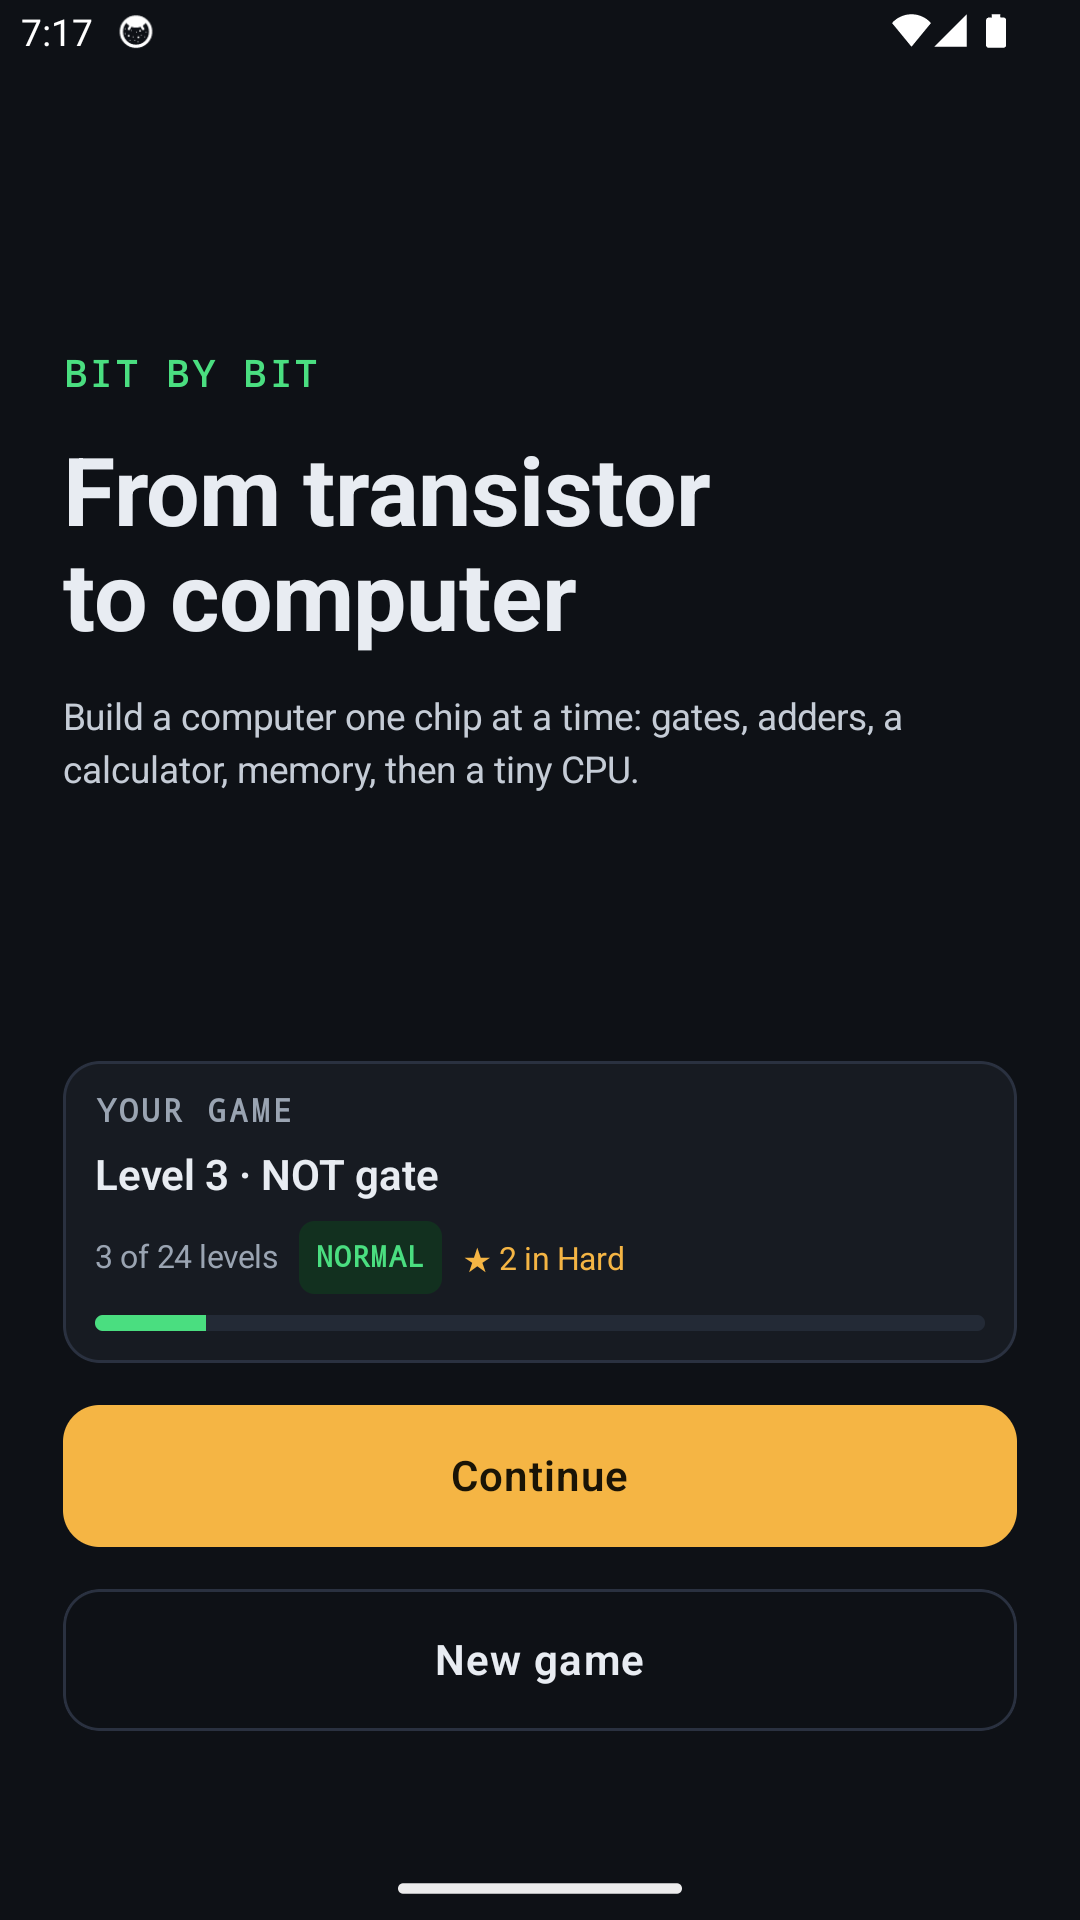 7:17
BIT BY BIT
From transistor
to computer
Build a computer one chip at a time: gates, adders, a
calculator, memory, then a tiny CPU.
YOUR GAME
Level 3 · NOT gate
3 of 24 levels NORMAL ★ 2 in Hard
Continue
New game